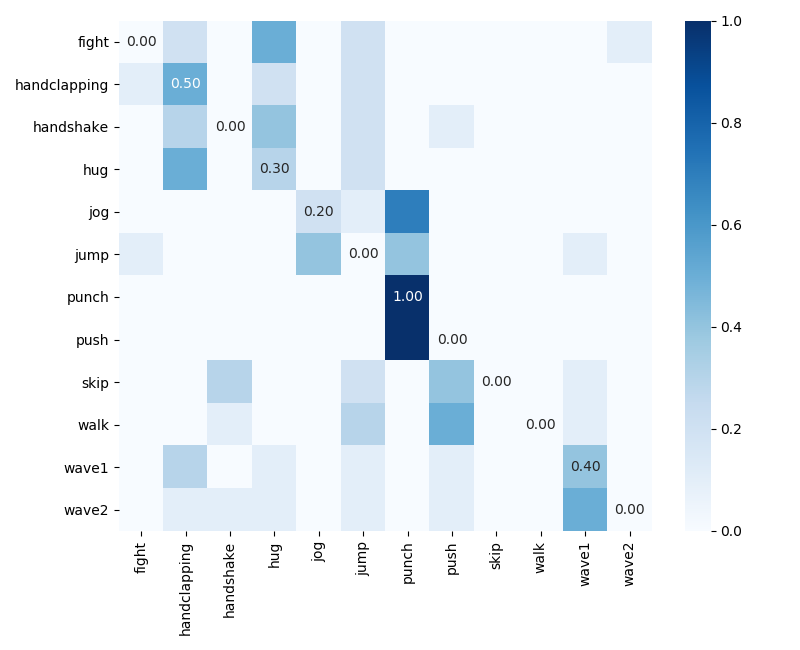 fight 0.00
handclapping 0.50
handshake 0.00
hug 0.30
jog 0.20
jump 0.00
punch 1.00
push 0.00
skip 0.00
walk 0.00
wave1 0.40
wave2 0.00
fight handclapping handshake hug jog jump punch push skip walk wave1 wave2
1.0
0.8
0.6
0.4
0.2
0.0